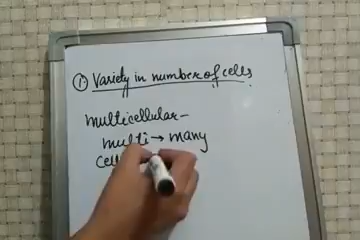 ① Variety in number of cells
multicellular-
multi → many
cell